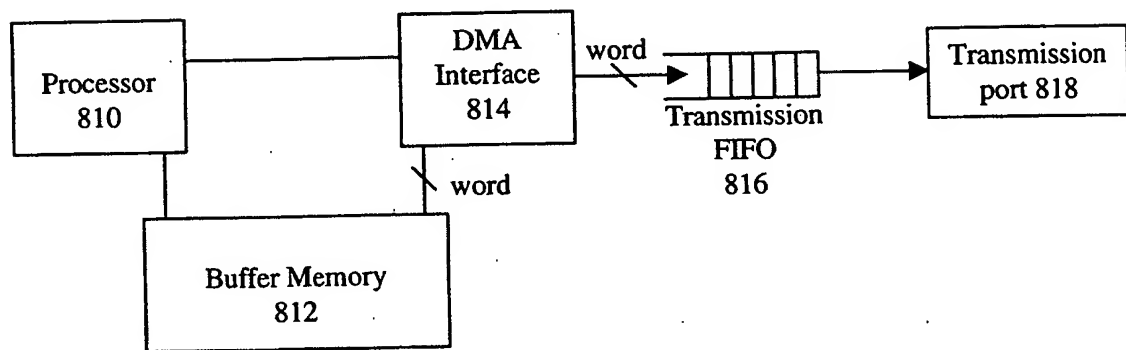 Processor
810
DMA
Interface
814
word
Transmission
FIFO
816
Transmission
port 818
word
Buffer Memory
812